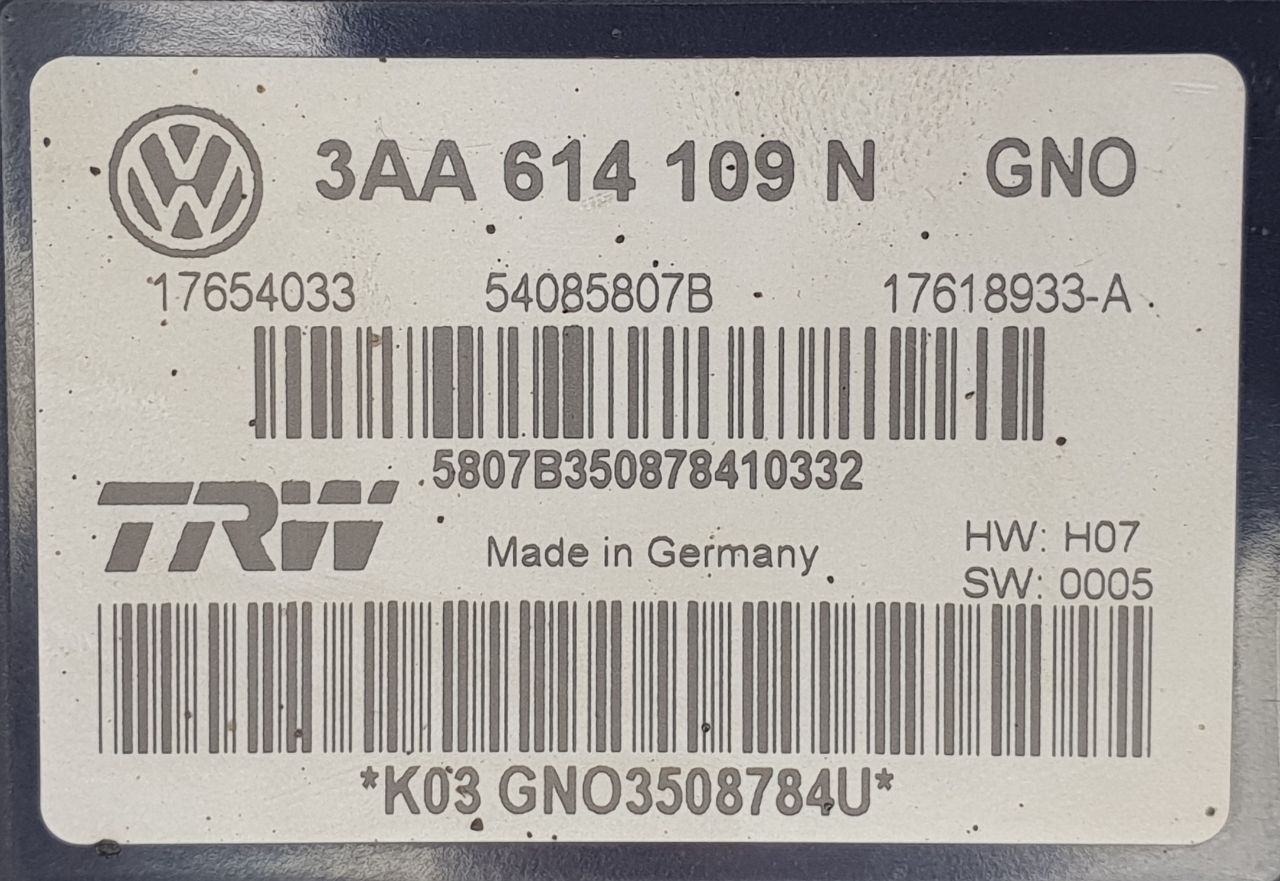 3AA 614 109 N GNO
17654033 54085807B 17618933-A
5807B350878410332
TRW
Made in Germany
HW: H07
SW: 0005
*K03 GNO3508784U*